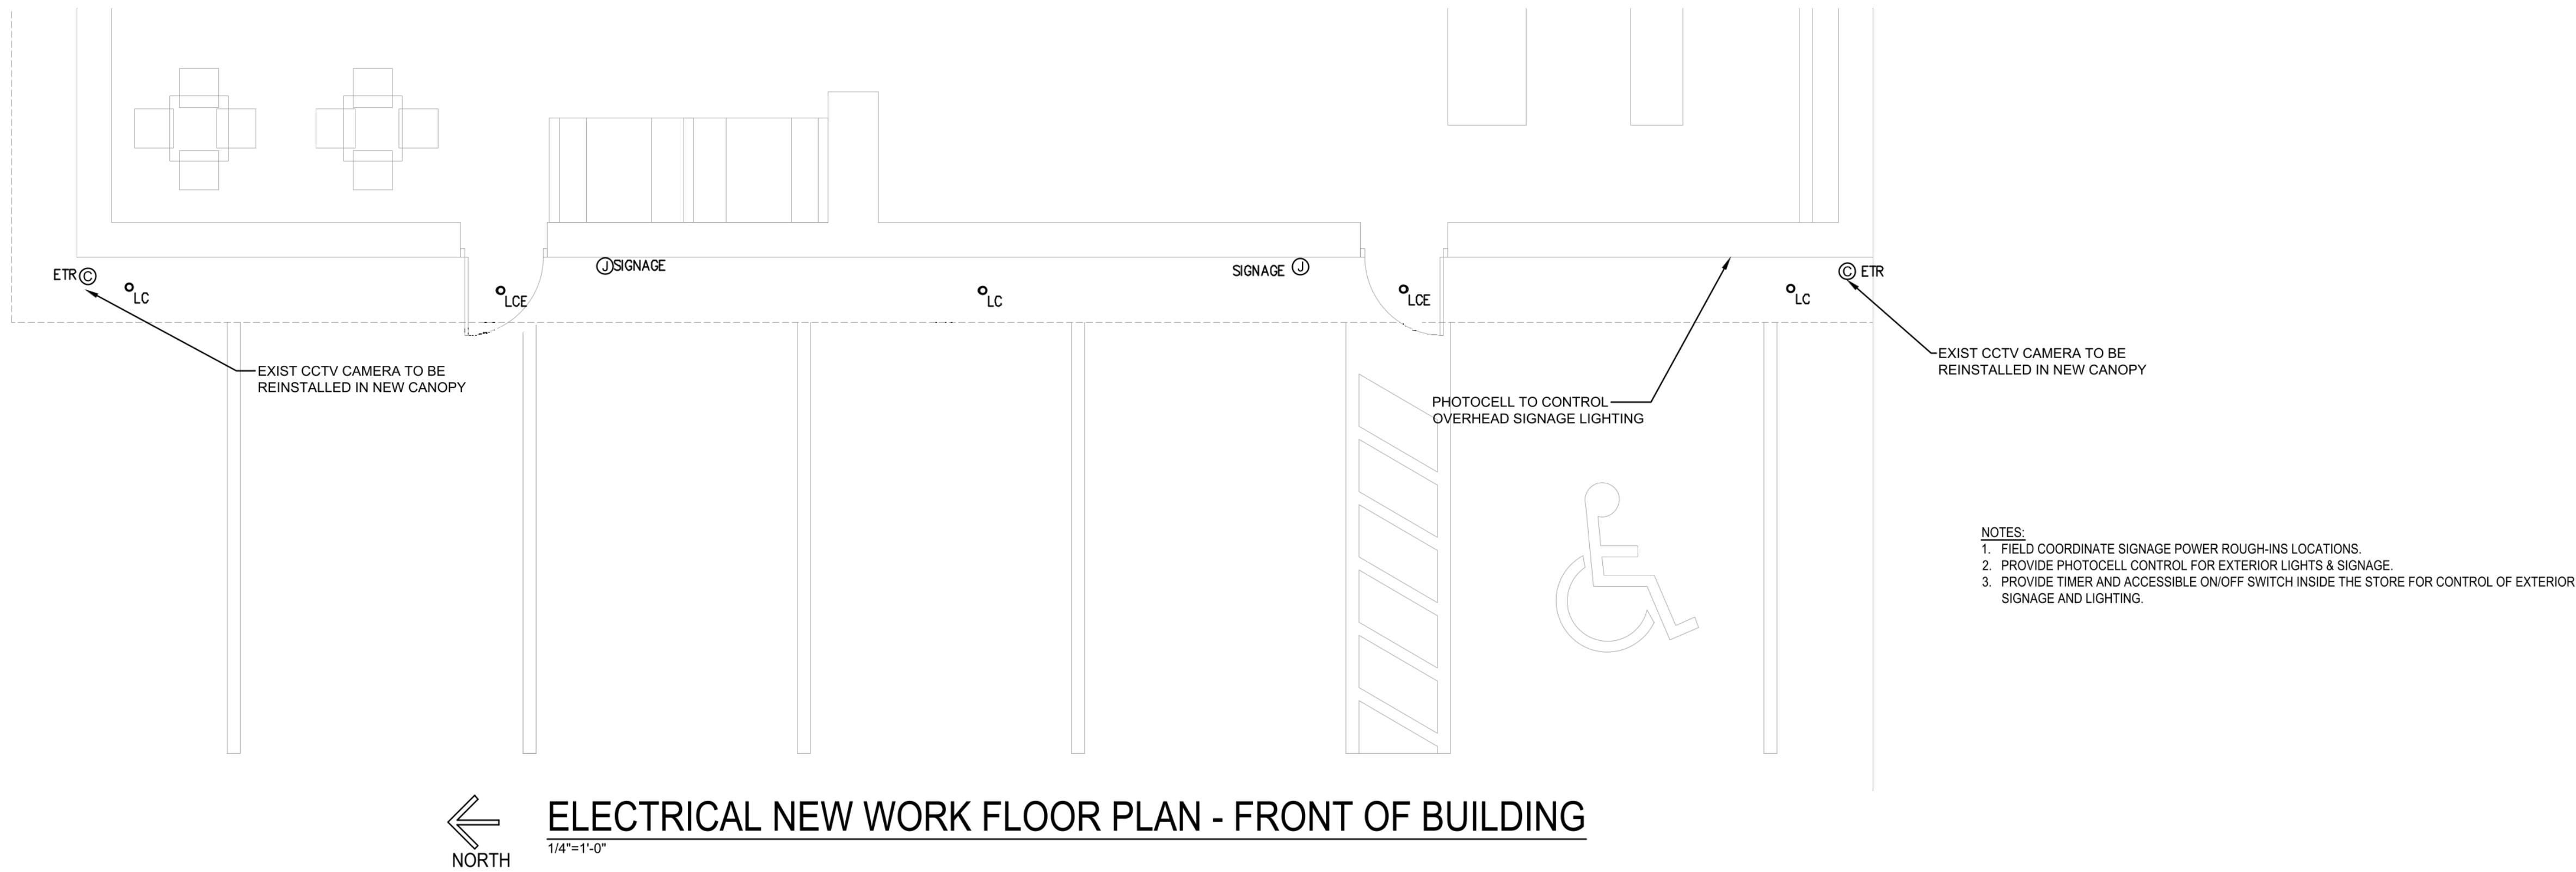 ETR Ⓒ
LC
LCE
Ⓙ SIGNAGE
LC
SIGNAGE Ⓙ
LCE
LC
Ⓒ ETR
EXIST CCTV CAMERA TO BE
REINSTALLED IN NEW CANOPY
PHOTOCELL TO CONTROL
OVERHEAD SIGNAGE LIGHTING
EXIST CCTV CAMERA TO BE
REINSTALLED IN NEW CANOPY
NOTES:
1. FIELD COORDINATE SIGNAGE POWER ROUGH-INS LOCATIONS.
2. PROVIDE PHOTOCELL CONTROL FOR EXTERIOR LIGHTS & SIGNAGE.
3. PROVIDE TIMER AND ACCESSIBLE ON/OFF SWITCH INSIDE THE STORE FOR CONTROL OF EXTERIOR
SIGNAGE AND LIGHTING.
NORTH
ELECTRICAL NEW WORK FLOOR PLAN - FRONT OF BUILDING
1/4"=1'-0"